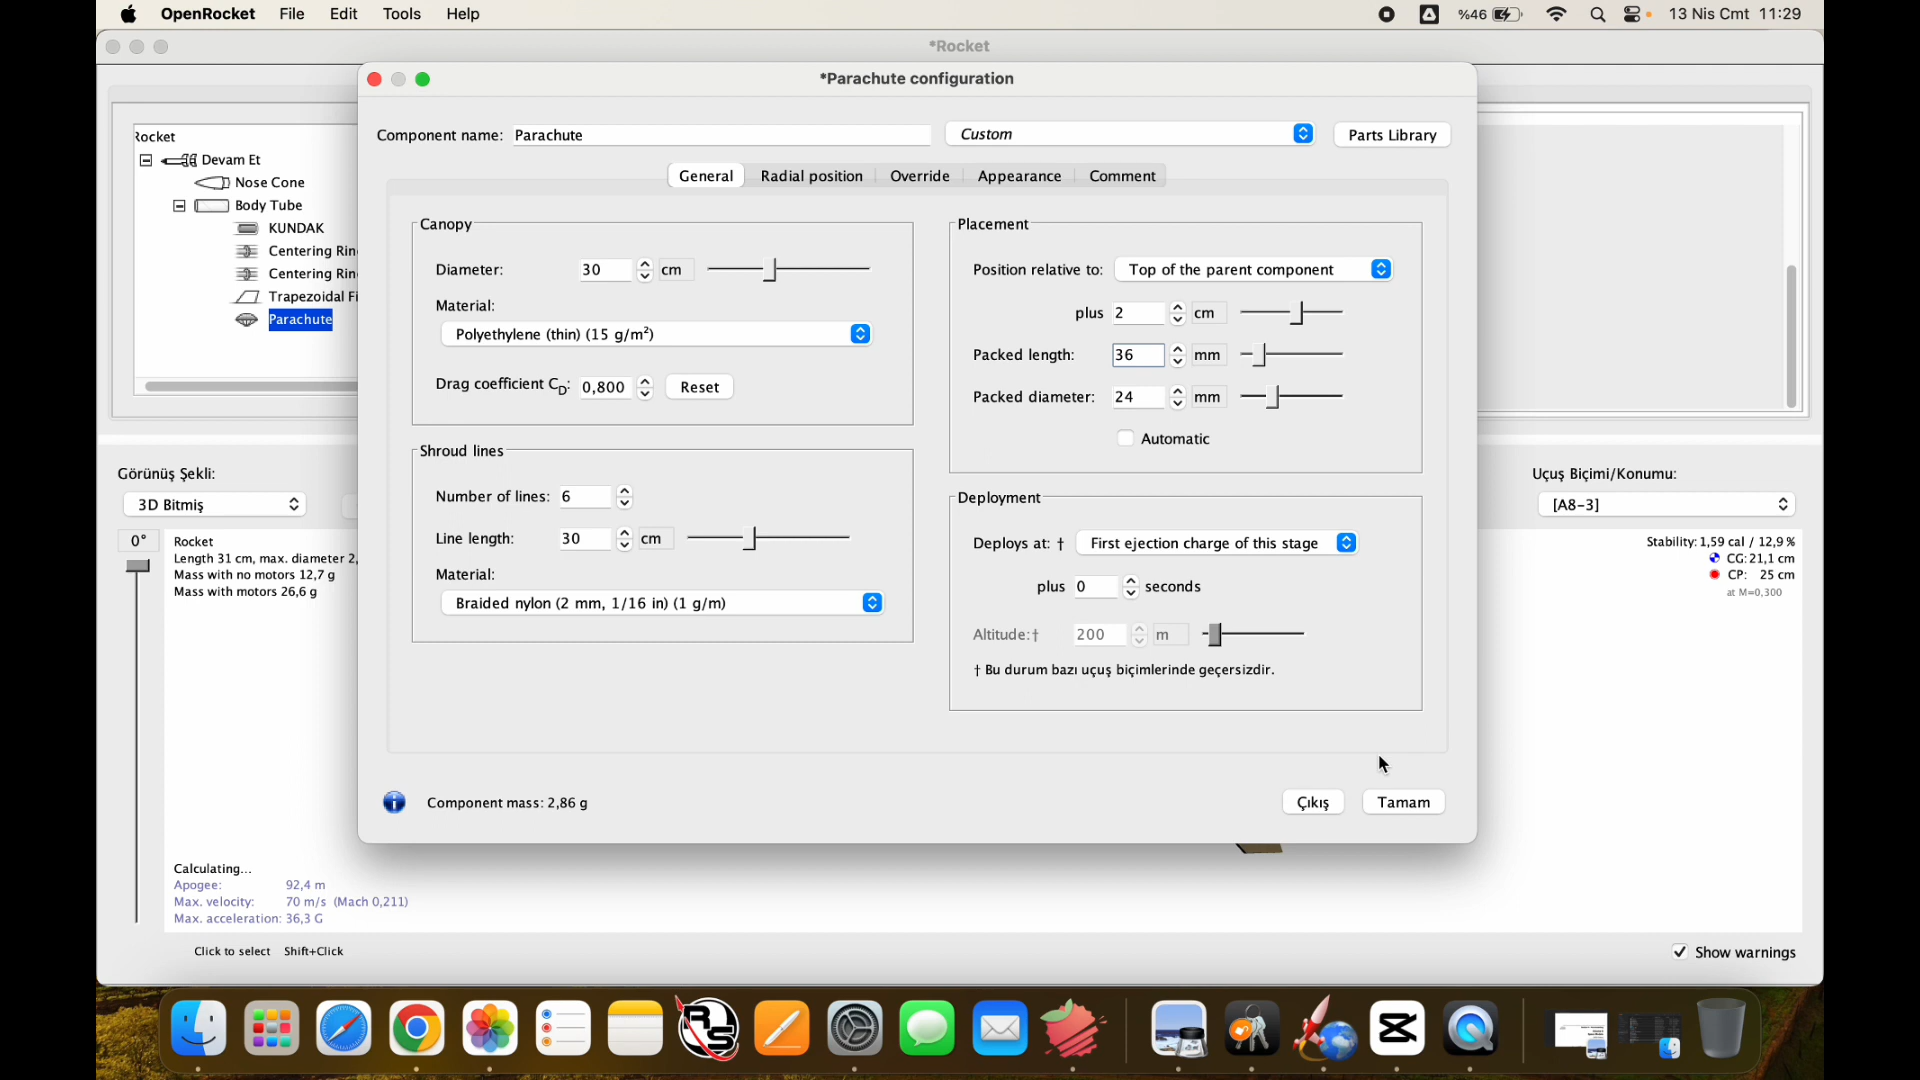 OpenRocket File Edit Tools Help
%46 13 Nis Cmt 11:29
*Rocket
*Parachute configuration
Component name: Parachute Custom Parts Library
General Radial position Override Appearance Comment
Rocket
Devam Et
Nose Cone
Body Tube
KUNDAK
Centering Rin
Centering Rin
Trapezoidal Fi
Parachute
Canopy
Diameter: 30 cm
Material:
Polyethylene (thin) (15 g/m²)
Drag coefficient CD: 0,800 Reset
Shroud lines
Number of lines: 6
Line length: 30 cm
Material:
Braided nylon (2 mm, 1/16 in) (1 g/m)
Placement
Position relative to: Top of the parent component
plus 2 cm
Packed length: 36 mm
Packed diameter: 24 mm
Automatic
Deployment
Deploys at: † First ejection charge of this stage
plus 0 seconds
Altitude:† 200 m
† Bu durum bazı uçuş biçimlerinde geçersizdir.
Component mass: 2,86 g
Çıkış Tamam
Görünüş Şekli:
3D Bitmiş
Uçuş Biçimi/Konumu:
[A8-3]
0°
Rocket
Length 31 cm, max. diameter 2,
Mass with no motors 12,7 g
Mass with motors 26,6 g
Stability: 1,59 cal / 12,9 %
CG: 21,1 cm
CP: 25 cm
at M=0,300
Calculating...
Apogee: 92,4 m
Max. velocity: 70 m/s (Mach 0,211)
Max. acceleration: 36,3 G
Click to select Shift+Click
Show warnings
RS